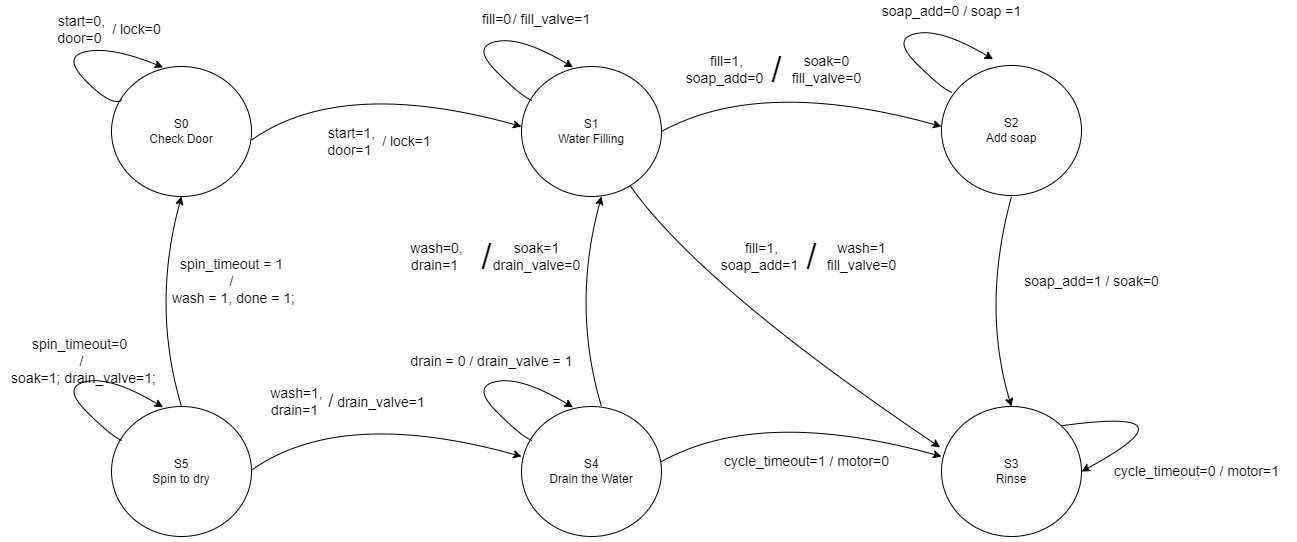 start=0,
door=0
/ lock=0
fill=0/ fill_valve=1
soap_add=0 / soap =1
fill=1,
soap_add=0
/
soak=0
fill_valve=0
S0
Check Door
start=1,
door=1
/ lock=1
S1
Water Filling
S2
Add soap
spin_timeout = 1
/
wash = 1, done = 1;
wash=0,
drain=1
/
soak=1
drain_valve=0
fill=1,
soap_add=1
/
wash=1
fill_valve=0
soap_add=1 / soak=0
spin_timeout=0
/
soak=1; drain_valve=1;
drain = 0 / drain_valve = 1
wash=1,
drain=1
/ drain_valve=1
S5
Spin to dry
S4
Drain the Water
cycle_timeout=1 / motor=0
S3
Rinse
cycle_timeout=0 / motor=1